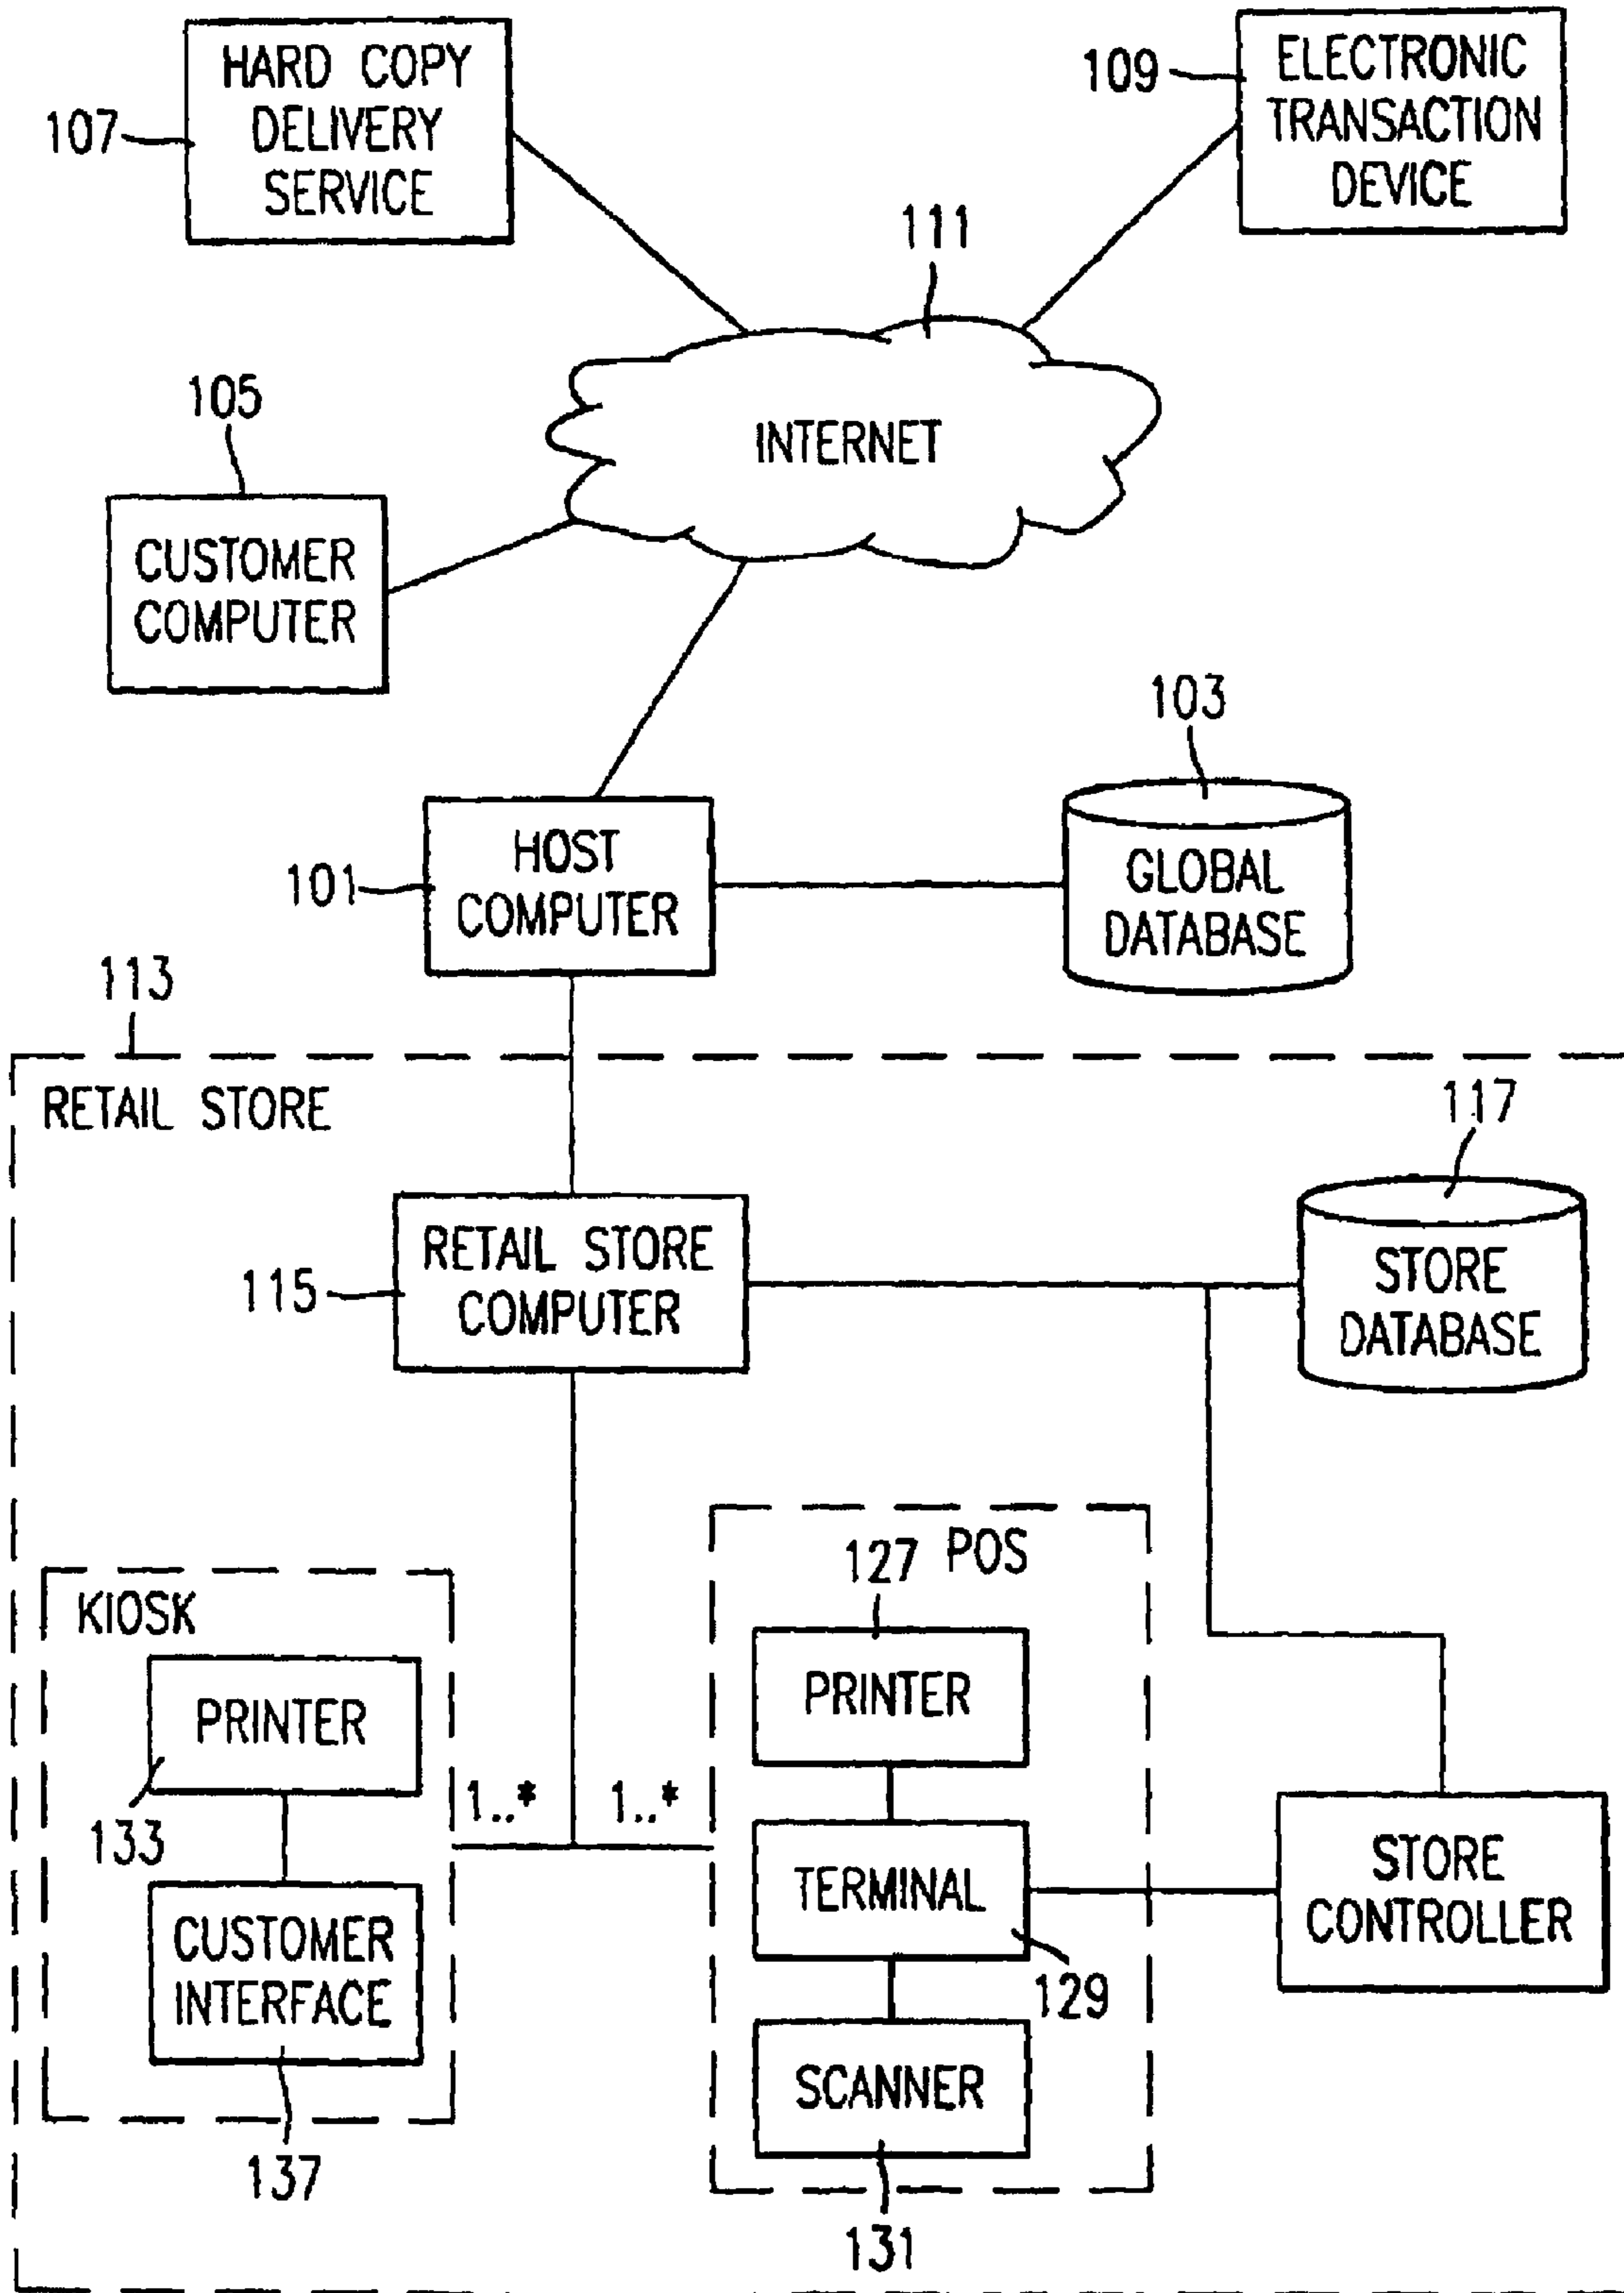 HARD COPY
DELIVERY
SERVICE
107
109
ELECTRONIC
TRANSACTION
DEVICE
111
INTERNET
105
CUSTOMER
COMPUTER
103
HOST
COMPUTER
101
GLOBAL
DATABASE
113
RETAIL STORE
117
RETAIL STORE
COMPUTER
115
STORE
DATABASE
KIOSK
PRINTER
133
CUSTOMER
INTERFACE
137
1..*
1..*
127 POS
PRINTER
TERMINAL
129
SCANNER
131
STORE
CONTROLLER